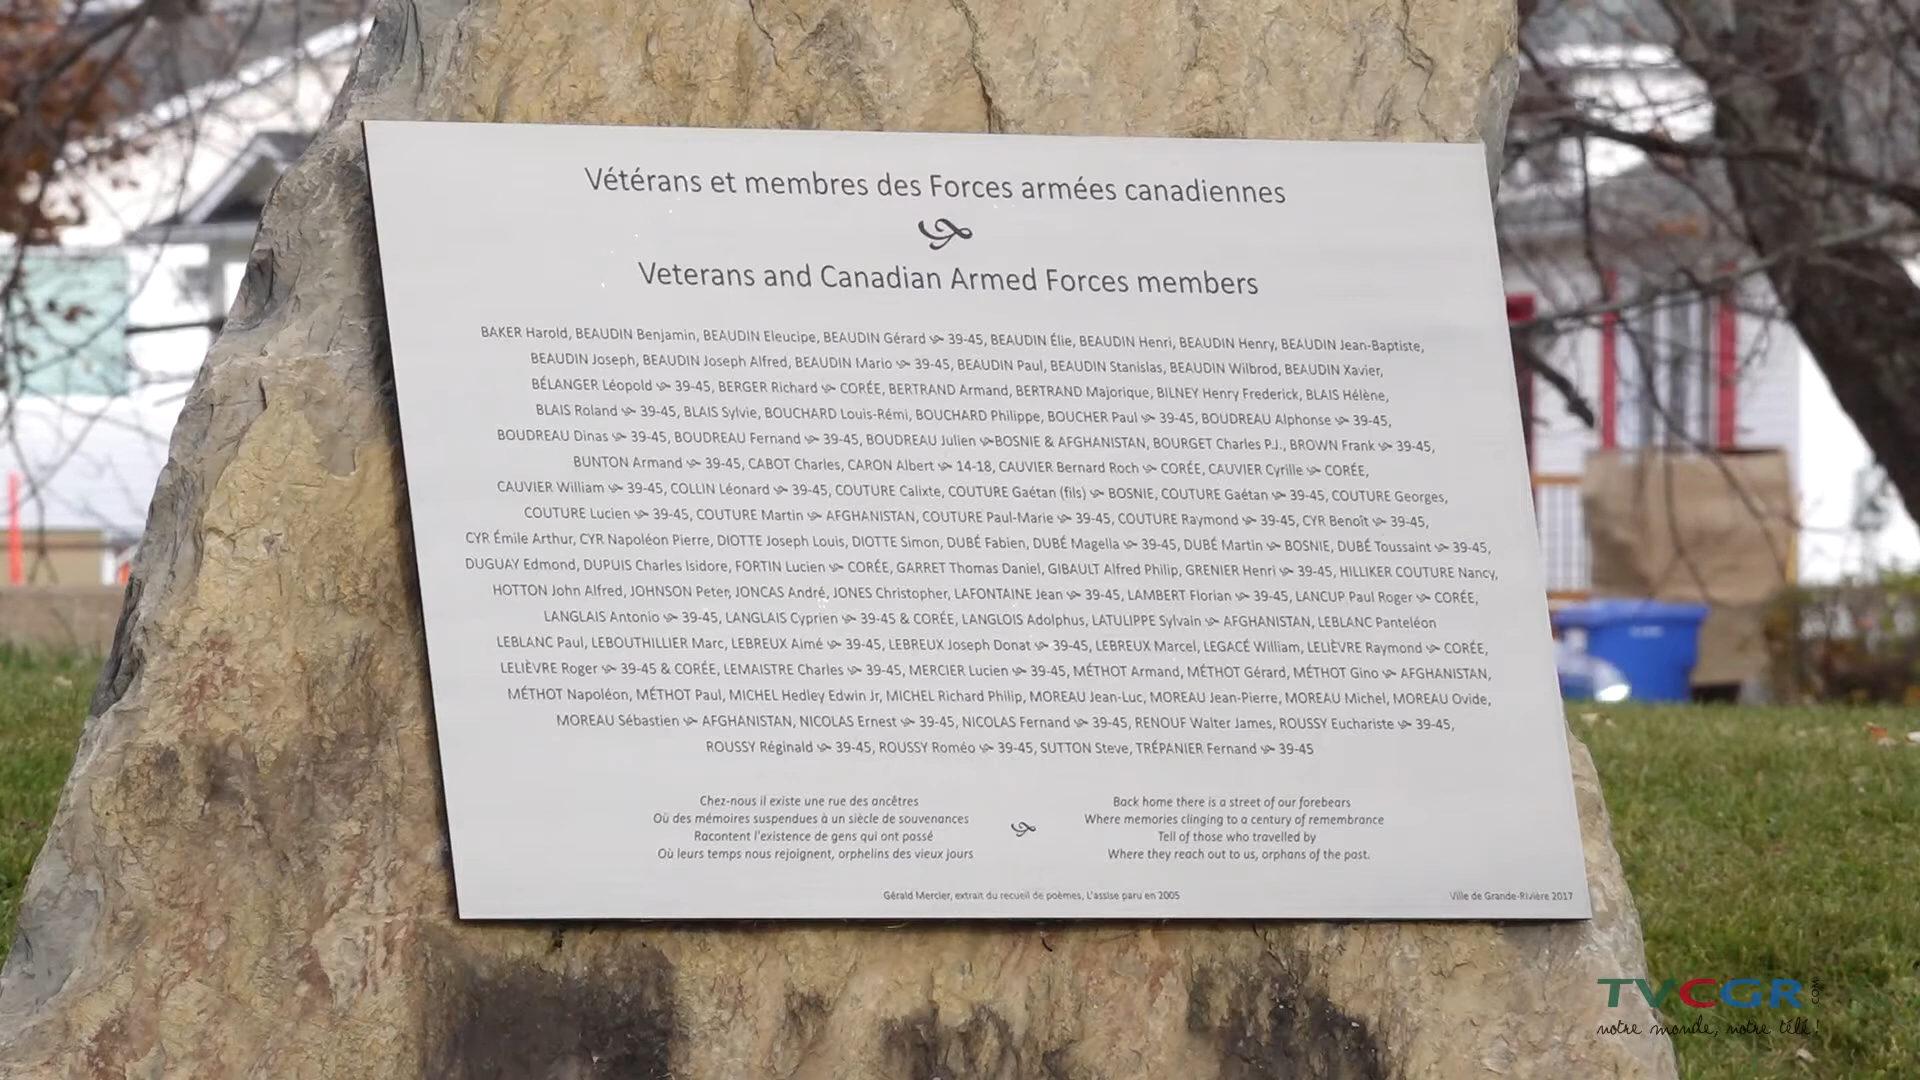 Vétérans et membres des Forces armées canadiennes
Veterans and Canadian Armed Forces members
BAKER Harold, BEAUDIN Benjamin, BEAUDIN Eleucipe, BEAUDIN Gérard 39-45, BEAUDIN Élie, BEAUDIN Henri, BEAUDIN Henry, BEAUDIN Jean-Baptiste,
BEAUDIN Joseph, BEAUDIN Joseph Alfred, BEAUDIN Mario 39-45, BEAUDIN Paul, BEAUDIN Stanislas, BEAUDIN Wilbrod, BEAUDIN Xavier,
BÉLANGER Léopold 39-45, BERGER Richard CORÉE, BERTRAND Armand, BERTRAND Majorique, BILNEY Henry Frederick, BLAIS Hélène,
BLAIS Roland 39-45, BLAIS Sylvie, BOUCHARD Louis-Rémi, BOUCHARD Philippe, BOUCHER Paul 39-45, BOUDREAU Alphonse 39-45,
BOUDREAU Dinas 39-45, BOUDREAU Fernand 39-45, BOUDREAU Julien BOSNIE & AFGHANISTAN, BOURGET Charles P.J., BROWN Frank 39-45,
BUNTON Armand 39-45, CABOT Charles, CARON Albert 14-18, CAUVIER Bernard Roch CORÉE, CAUVIER Cyrille CORÉE,
CAUVIER William 39-45, COLLIN Léonard 39-45, COUTURE Calixte, COUTURE Gaétan (fils) BOSNIE, COUTURE Gaétan 39-45, COUTURE Georges,
COUTURE Lucien 39-45, COUTURE Martin AFGHANISTAN, COUTURE Paul-Marie 39-45, COUTURE Raymond 39-45, CYR Benoît 39-45,
CYR Émile Arthur, CYR Napoléon Pierre, DIOTTE Joseph Louis, DIOTTE Simon, DUBÉ Fabien, DUBÉ Magella 39-45, DUBÉ Martin BOSNIE, DUBÉ Toussaint 39-45,
DUGUAY Edmond, DUPUIS Charles Isidore, FORTIN Lucien CORÉE, GARRET Thomas Daniel, GIBAULT Alfred Philip, GRENIER Henri 39-45, HILLIKER COUTURE Nancy,
HOTTON John Alfred, JOHNSON Peter, JONCAS André, JONES Christopher, LAFONTAINE Jean 39-45, LAMBERT Florian 39-45, LANCUP Paul Roger CORÉE,
LANGLAIS Antonio 39-45, LANGLAIS Cyprien 39-45 & CORÉE, LANGLOIS Adolphus, LATULIPPE Sylvain AFGHANISTAN, LEBLANC Panteléon
LEBLANC Paul, LEBOUTHILLIER Marc, LEBREUX Aimé 39-45, LEBREUX Joseph Donat 39-45, LEBREUX Marcel, LEGACÉ William, LELIÈVRE Raymond CORÉE,
LELIÈVRE Roger 39-45 & CORÉE, LEMAISTRE Charles 39-45, MERCIER Lucien 39-45, MÉTHOT Armand, MÉTHOT Gérard, MÉTHOT Gino AFGHANISTAN,
MÉTHOT Napoléon, MÉTHOT Paul, MICHEL Hedley Edwin Jr, MICHEL Richard Philip, MOREAU Jean-Luc, MOREAU Jean-Pierre, MOREAU Michel, MOREAU Ovide,
MOREAU Sébastien AFGHANISTAN, NICOLAS Ernest 39-45, NICOLAS Fernand 39-45, RENOUF Walter James, ROUSSY Euchariste 39-45,
ROUSSY Réginald 39-45, ROUSSY Roméo 39-45, SUTTON Steve, TRÉPANIER Fernand 39-45
Chez-nous il existe une rue des ancêtres
Où des mémoires suspendues à un siècle de souvenances
Racontent l'existence de gens qui ont passé
Où leurs temps nous rejoignent, orphelins des vieux jours
Back home there is a street of our forebears
Where memories clinging to a century of remembrance
Tell of those who travelled by
Where they reach out to us, orphans of the past.
Gérald Mercier, extrait du recueil de poèmes, L'assise paru en 2005
Ville de Grande-Rivière 2017
TVCGR.COM
notre monde, notre télé!